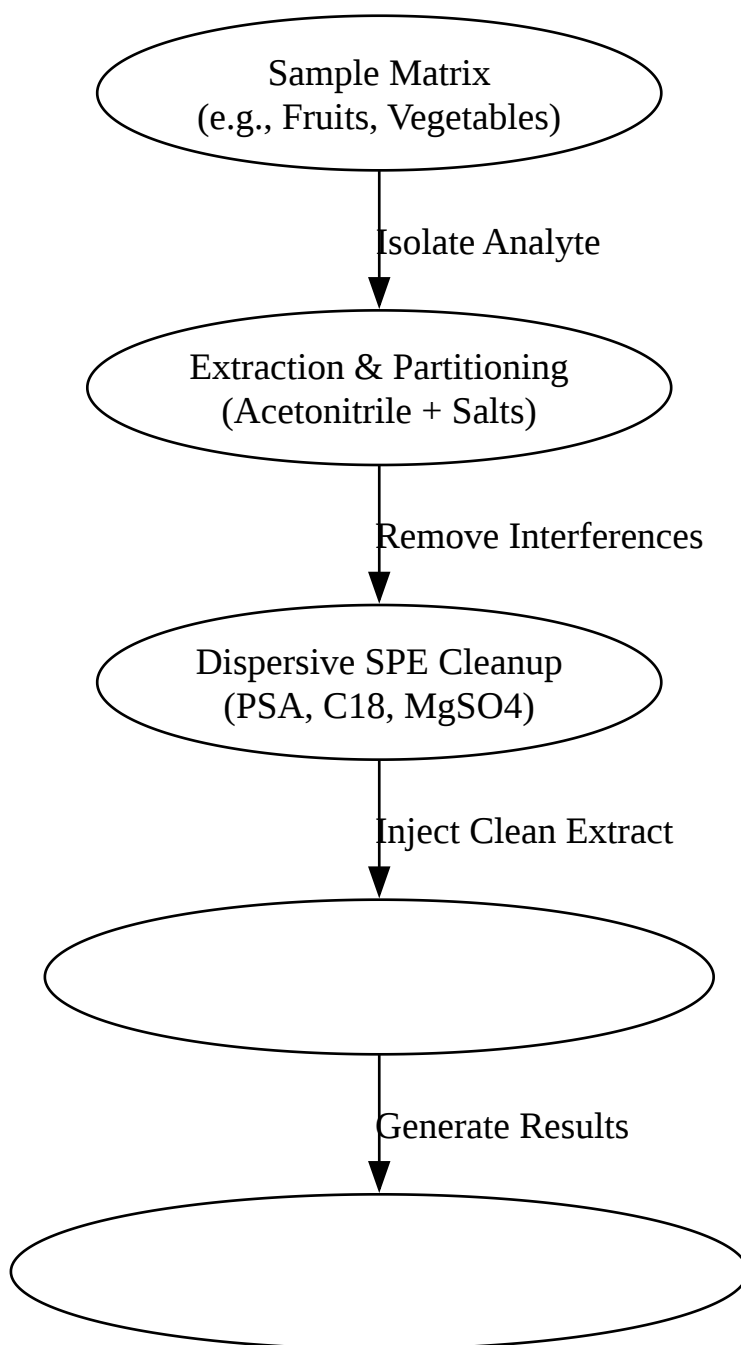 Sample Matrix
(e.g., Fruits, Vegetables)
Isolate Analyte
Extraction & Partitioning
(Acetonitrile + Salts)
Remove Interferences
Dispersive SPE Cleanup
(PSA, C18, MgSO4)
Inject Clean Extract
Generate Results